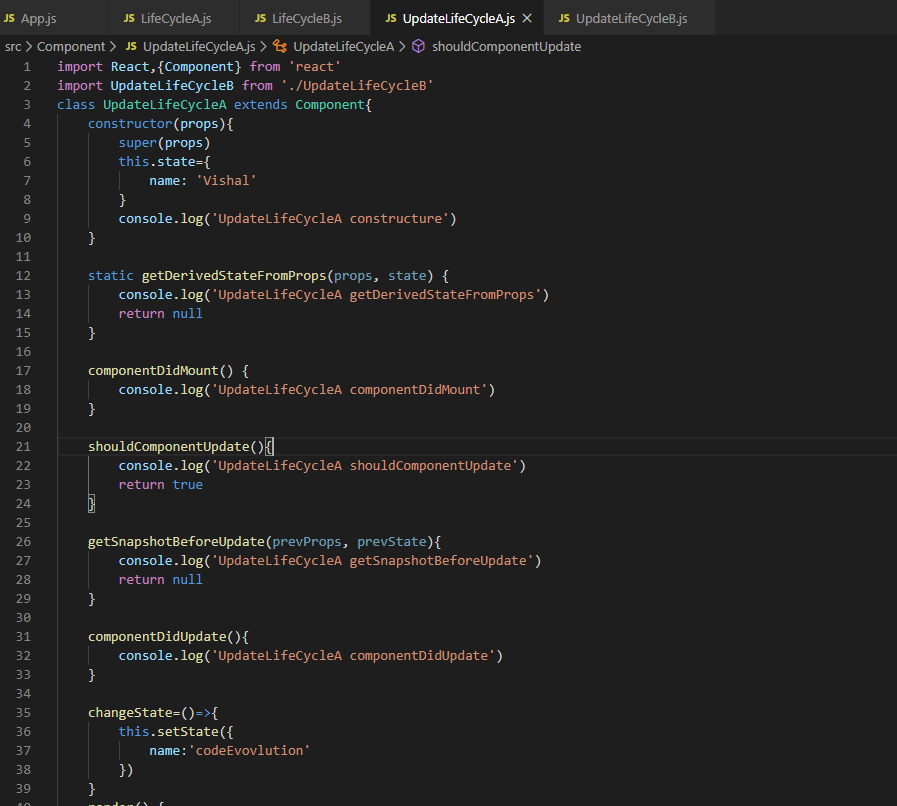 JS App.js JS LifeCycleA.js JS LifeCycleB.js JS UpdateLifeCycleA.js × JS UpdateLifeCycleB.js
src > Component > JS UpdateLifeCycleA.js > UpdateLifeCycleA > shouldComponentUpdate
1 import React,{Component} from 'react'
2 import UpdateLifeCycleB from './UpdateLifeCycleB'
3 class UpdateLifeCycleA extends Component{
4     constructor(props){
5         super(props)
6         this.state={
7             name: 'Vishal'
8         }
9         console.log('UpdateLifeCycleA constructure')
10     }
11
12     static getDerivedStateFromProps(props, state) {
13         console.log('UpdateLifeCycleA getDerivedStateFromProps')
14         return null
15     }
16
17     componentDidMount() {
18         console.log('UpdateLifeCycleA componentDidMount')
19     }
20
21     shouldComponentUpdate(){
22         console.log('UpdateLifeCycleA shouldComponentUpdate')
23         return true
24     }
25
26     getSnapshotBeforeUpdate(prevProps, prevState){
27         console.log('UpdateLifeCycleA getSnapshotBeforeUpdate')
28         return null
29     }
30
31     componentDidUpdate(){
32         console.log('UpdateLifeCycleA componentDidUpdate')
33     }
34
35     changeState=()=>{
36         this.setState({
37             name:'codeEvovlution'
38         })
39     }
40     render() {